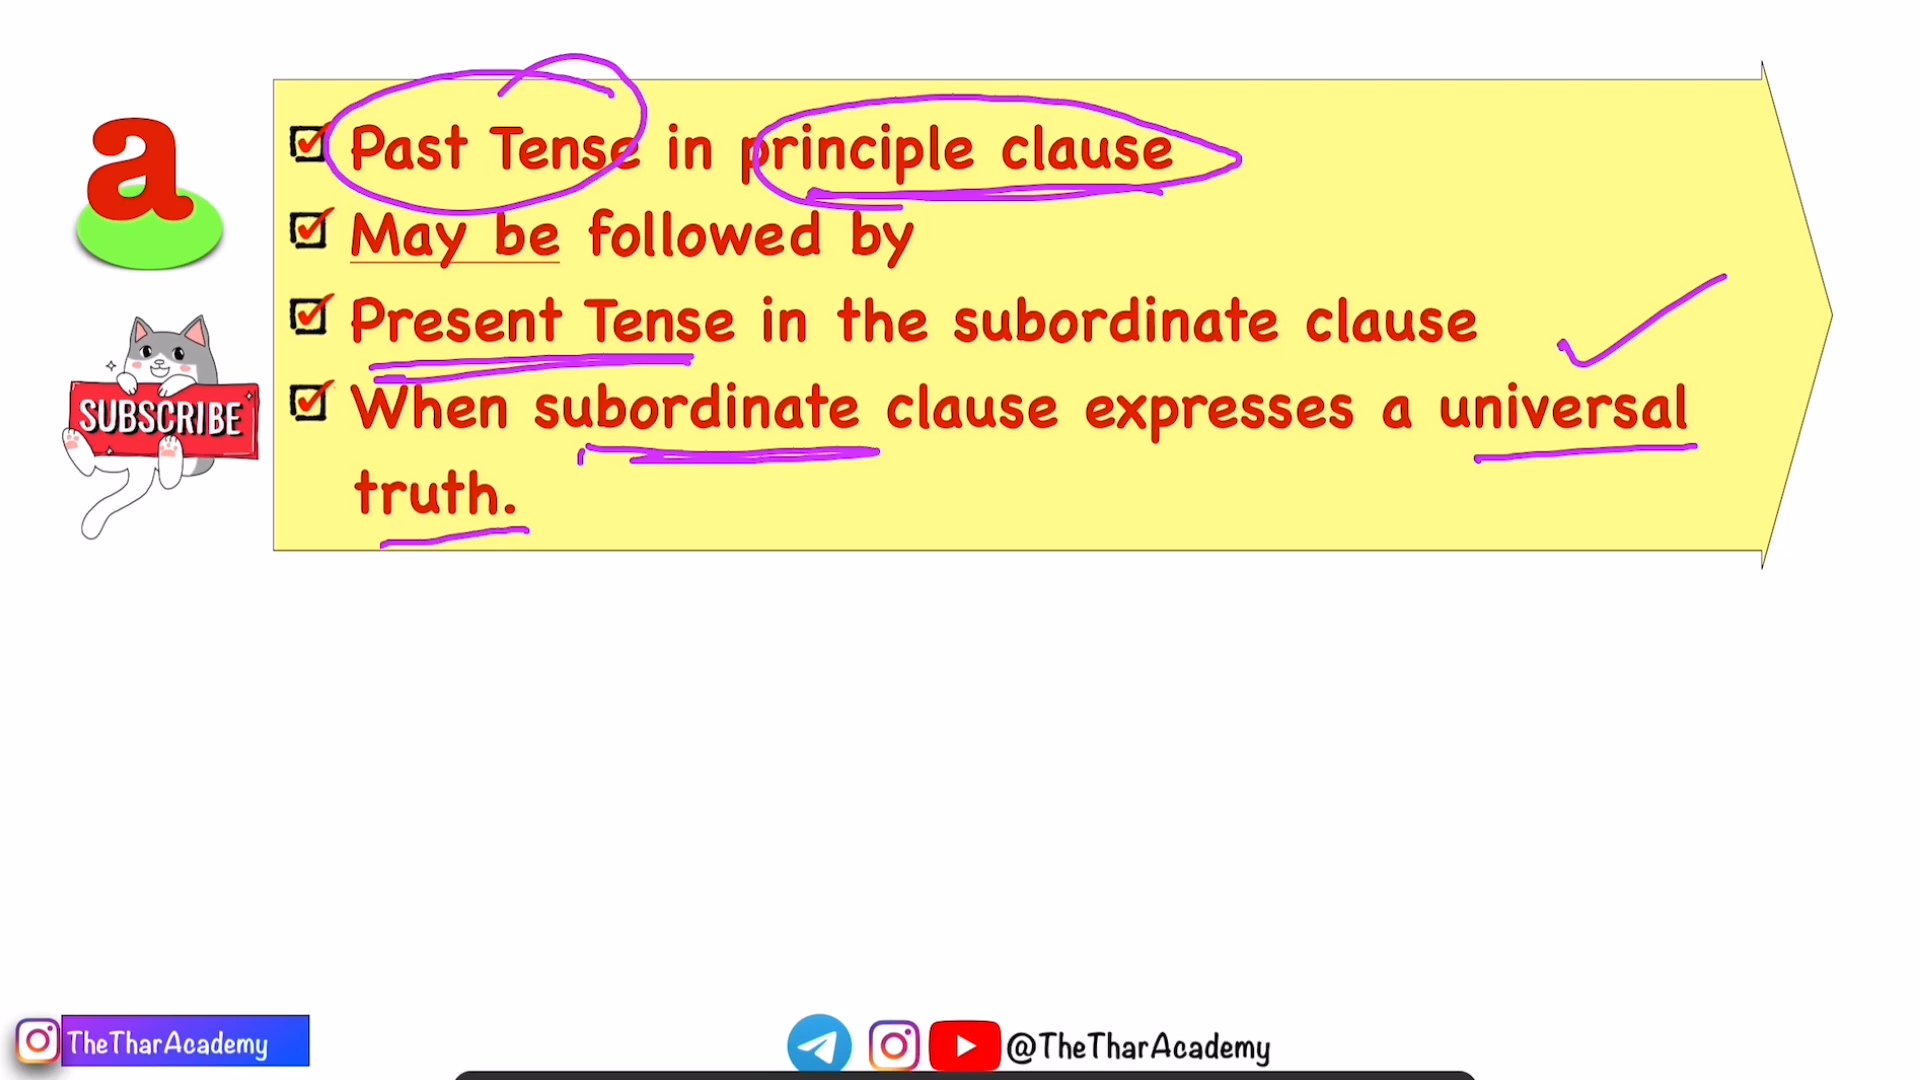 a
Past Tense in principle clause
May be followed by
Present Tense in the subordinate clause
When subordinate clause expresses a universal
truth.
SUBSCRIBE
TheTharAcademy
@TheTharAcademy